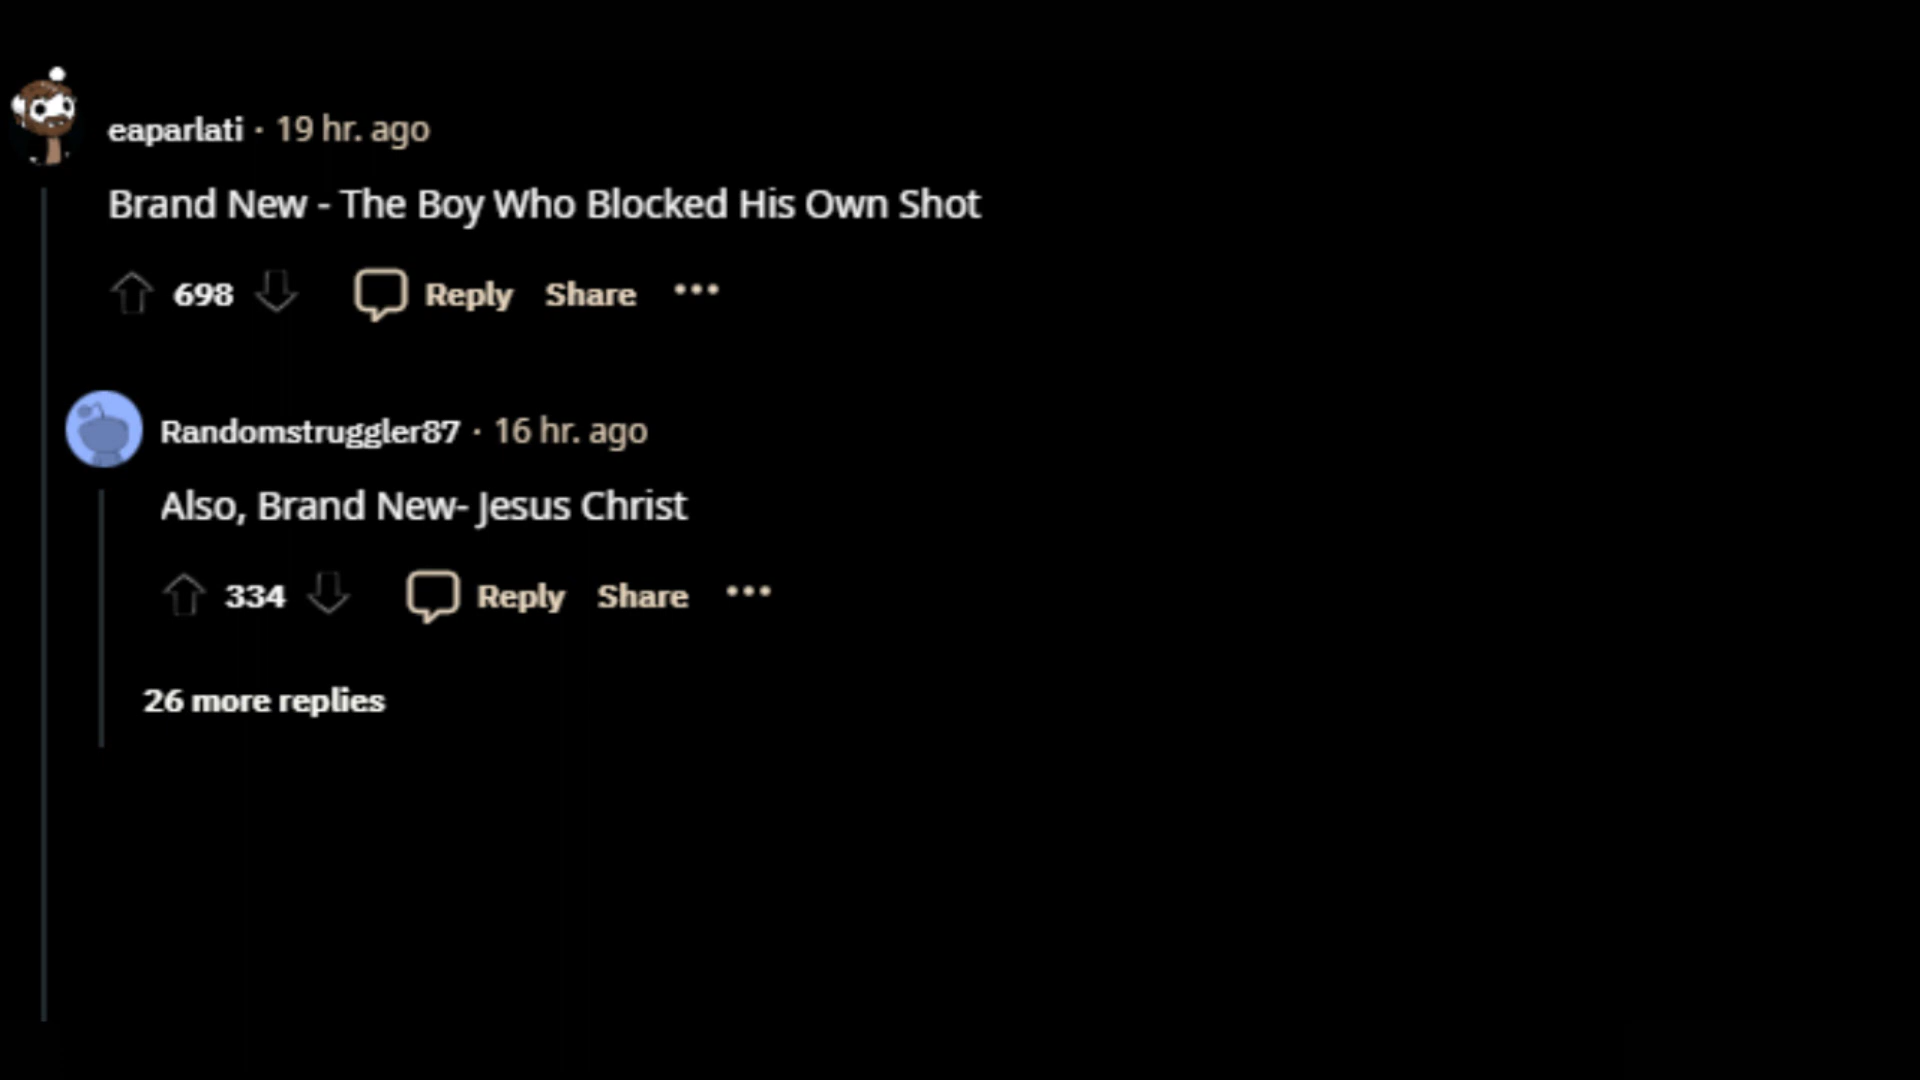 eaparlati · 19 hr. ago
Brand New - The Boy Who Blocked His Own Shot
698 Reply Share ···
Randomstruggler87 · 16 hr. ago
Also, Brand New- Jesus Christ
334 Reply Share ···
26 more replies